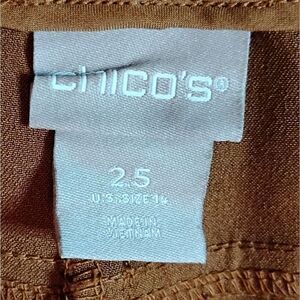 CHICO'S®
2.5
U.S. SIZE 14
MADE IN
VIETNAM